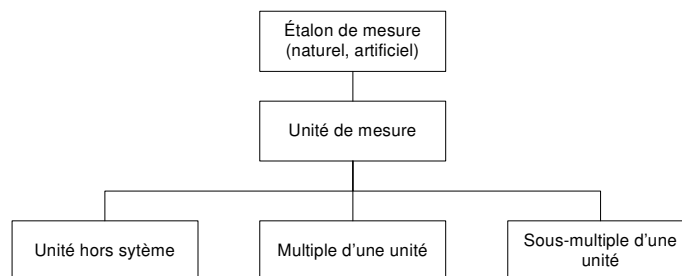 Étalon de mesure
(naturel, artificiel)
Unité de mesure
Unité hors sytème
Multiple d'une unité
Sous-multiple d'une
unité